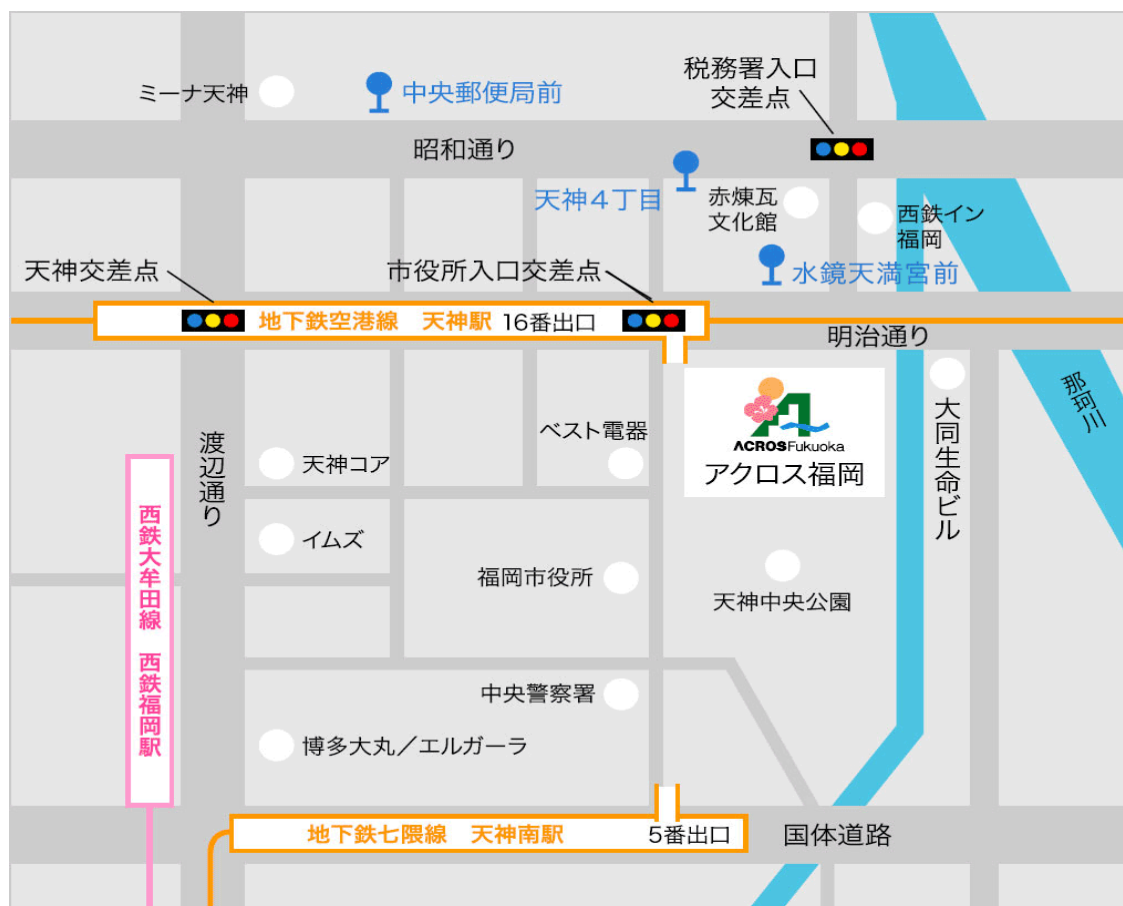 税務署入口
交差点
ミーナ天神
中央郵便局前
昭和通り
天神4丁目
赤煉瓦
文化館
西鉄イン
福岡
天神交差点
市役所入口交差点
水鏡天満宮前
地下鉄空港線 天神駅 16番出口
明治通り
那珂川
ACROS Fukuoka
アクロス福岡
大同生命ビル
渡辺通り
ベスト電器
天神コア
イムズ
西鉄大牟田線 西鉄福岡駅
福岡市役所
天神中央公園
中央警察署
博多大丸／エルガーラ
地下鉄七隈線 天神南駅 5番出口
国体道路